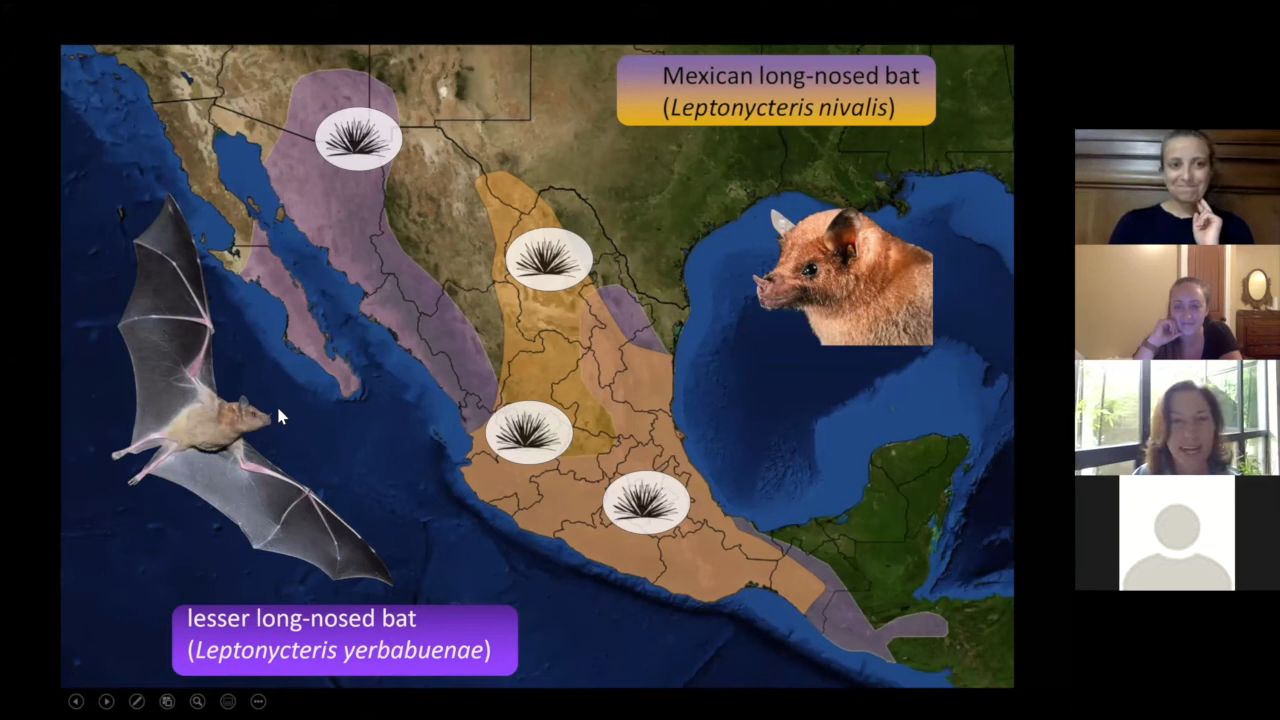 Mexican long-nosed bat
(Leptonycteris nivalis)
lesser long-nosed bat
(Leptonycteris yerbabuenae)